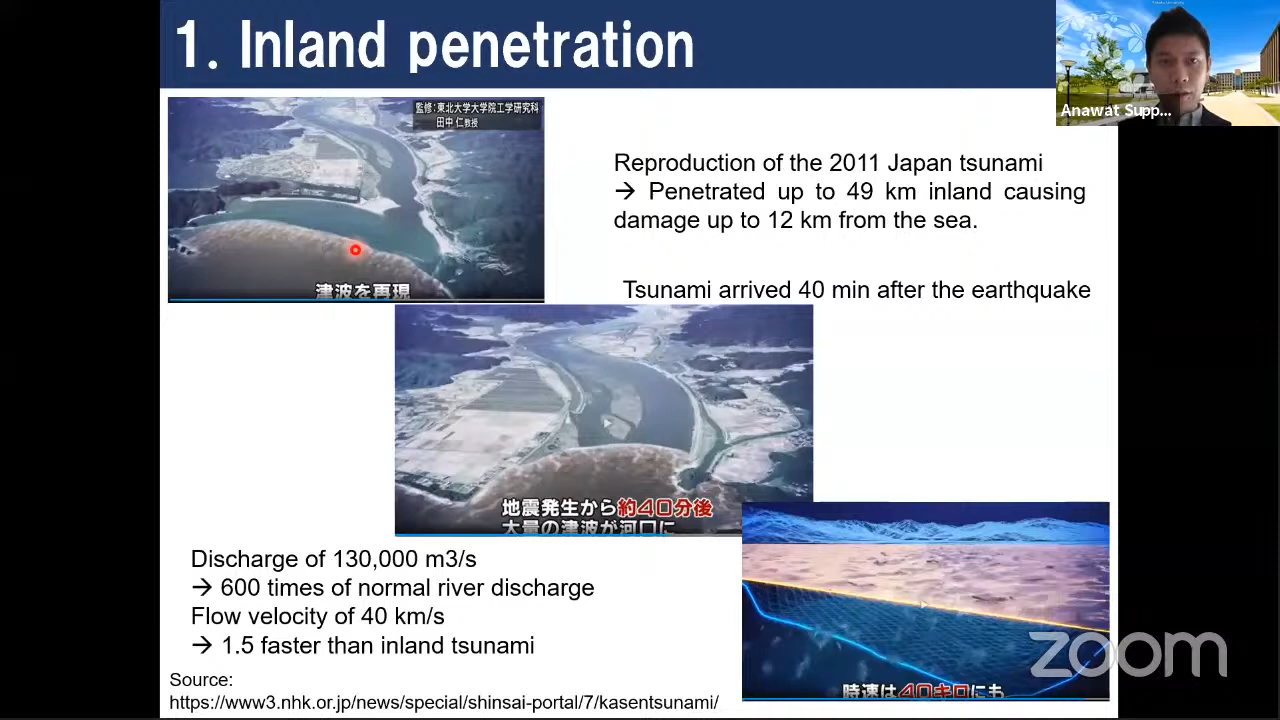 1. Inland penetration
Anawat Supp...
監修:東北大学大学院工学研究科
田中 仁教授
津波を再現
Reproduction of the 2011 Japan tsunami
→ Penetrated up to 49 km inland causing
damage up to 12 km from the sea.
Tsunami arrived 40 min after the earthquake
地震発生から約40分後
大量の津波が河口に
Discharge of 130,000 m3/s
→ 600 times of normal river discharge
Flow velocity of 40 km/s
→ 1.5 faster than inland tsunami
時速は40キロにも
zoom
Source:
https://www3.nhk.or.jp/news/special/shinsai-portal/7/kasentsunami/